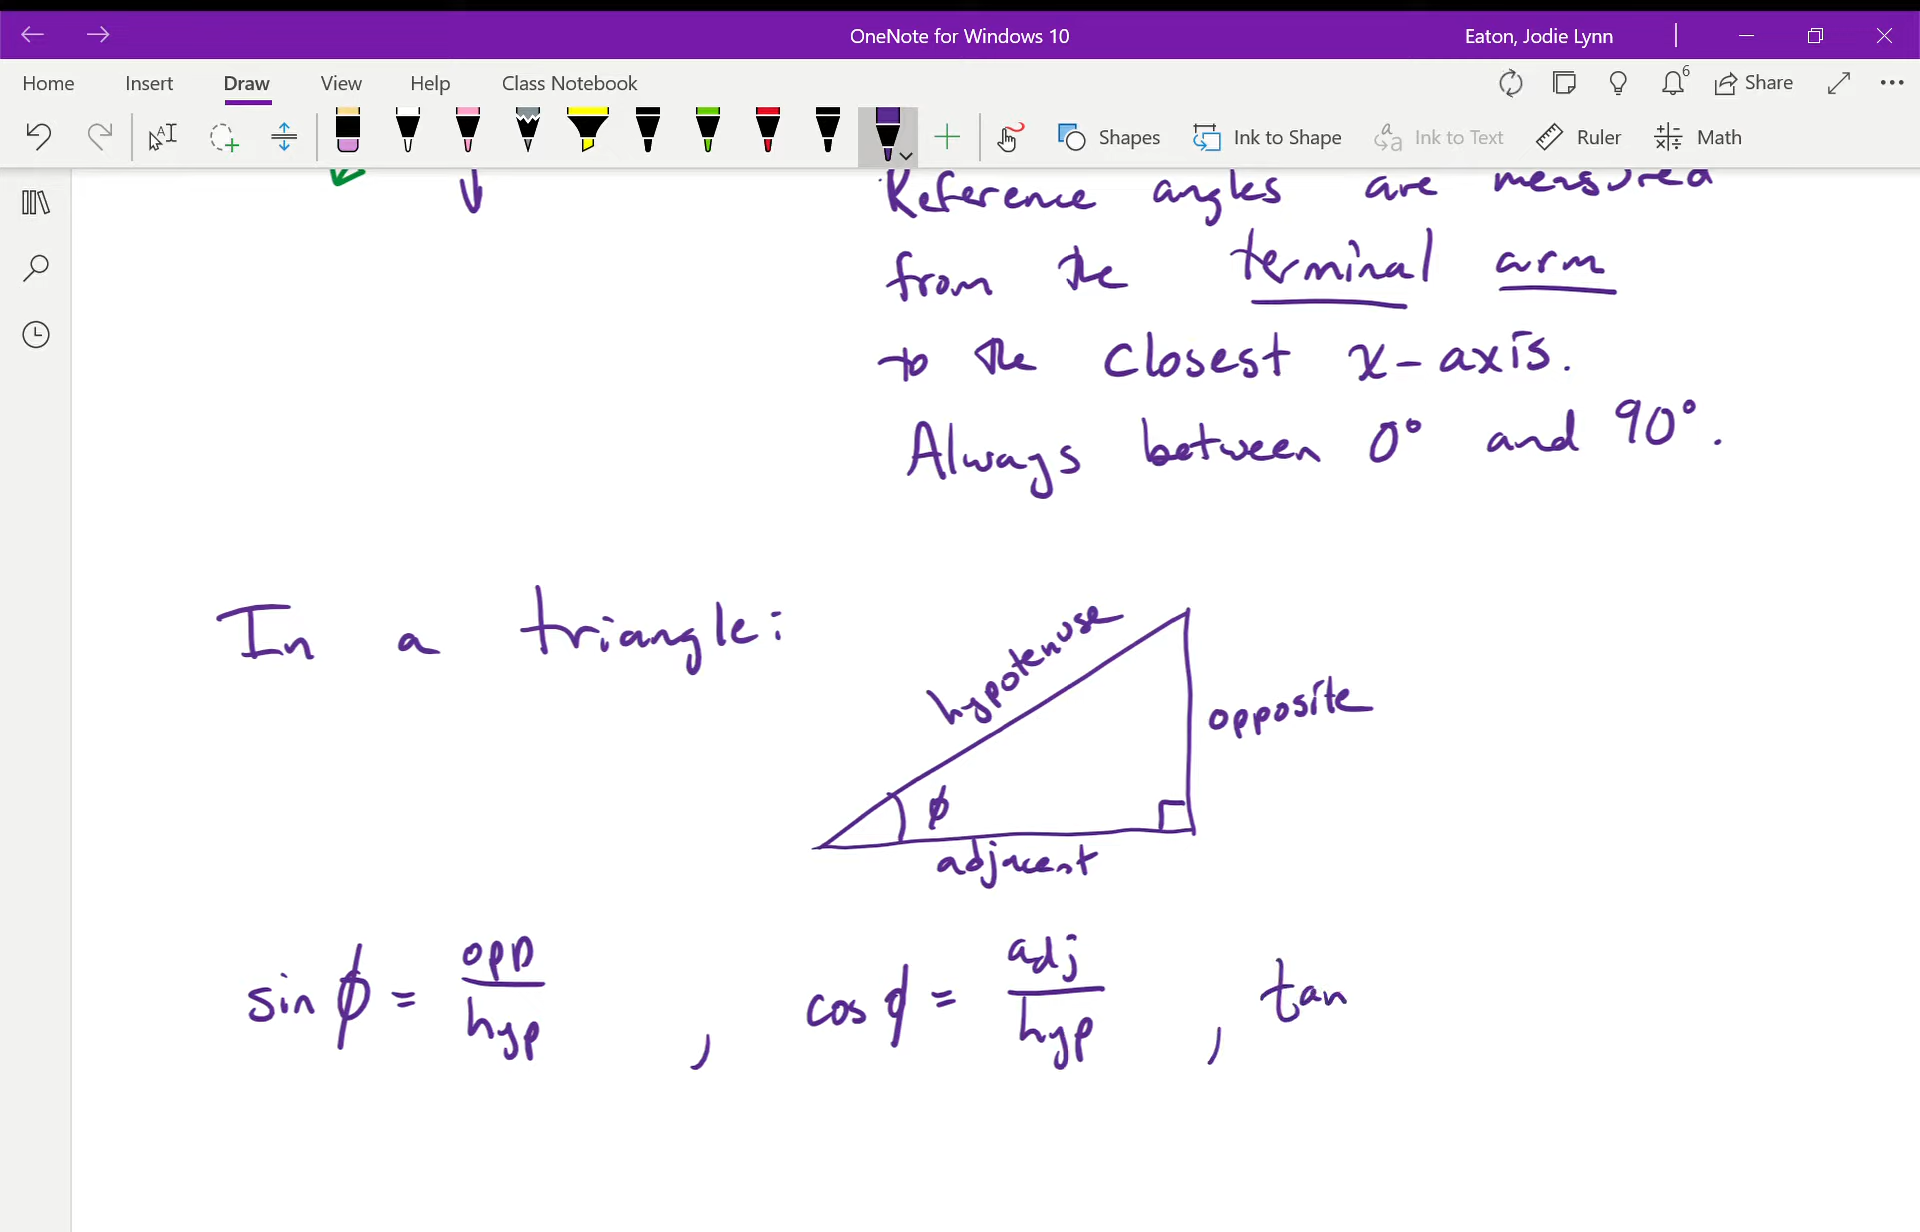 OneNote for Windows 10
Eaton, Jodie Lynn
Home Insert Draw View Help Class Notebook
6 Share
Shapes Ink to Shape Ink to Text Ruler Math
Reference angles are measured
from the terminal arm
to the closest x-axis.
Always between 0° and 90°.
In a triangle:
hypotenuse
opposite
ϕ
adjacent
sin ϕ = opp/hyp , cos ϕ = adj/hyp , tan